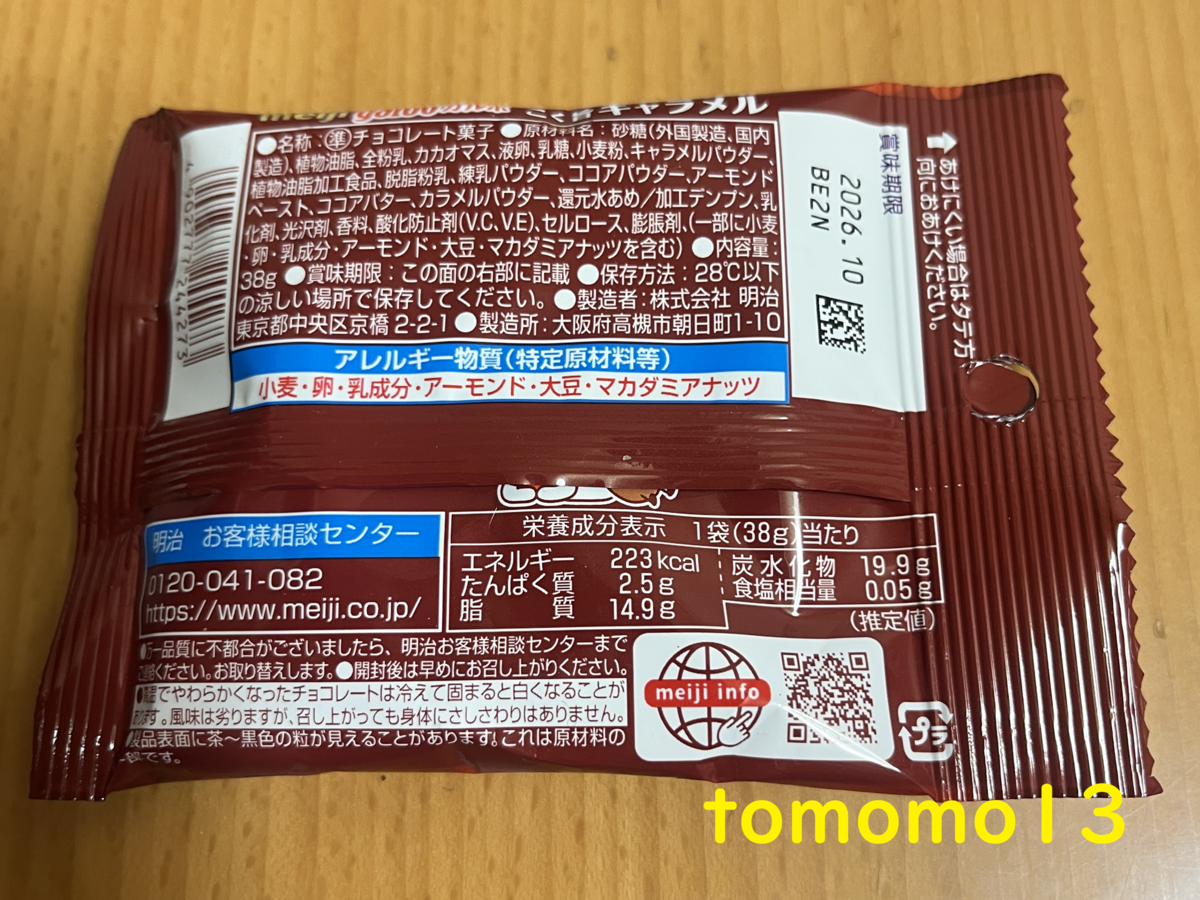 meiji galboのみぐみ
ごく旨キャラメル
●名称:準チョコレート菓子 ●原材料名:砂糖(外国製造、国内
製造)、植物油脂、全粉乳、カカオマス、液卵、乳糖、小麦粉、キャラメルパウダー、
植物油脂加工食品、脱脂粉乳、練乳パウダー、ココアパウダー、アーモンド
ペースト、ココアバター、カラメルパウダー、還元水あめ/加工デンプン、乳
化剤、光沢剤、香料、酸化防止剤(V.C、V.E)、セルロース、膨脹剤、(一部に小麦
・卵・乳成分・アーモンド・大豆・マカダミアナッツを含む) ●内容量:
38g ●賞味期限:この面の右部に記載 ●保存方法:28℃以下
の涼しい場所で保存してください。 ●製造者:株式会社 明治
東京都中央区京橋 2-2-1 ●製造所:大阪府高槻市朝日町1-10
アレルギー物質(特定原材料等)
小麦・卵・乳成分・アーモンド・大豆・マカダミアナッツ
賞味期限
2026.10
BE2N
あけにくい場合はタテ方
向におあけください。
明治 お客様相談センター
0120-041-082
https://www.meiji.co.jp/
栄養成分表示 1袋(38g)当たり
エネルギー 223kcal 炭水化物 19.9g
たんぱく質 2.5g 食塩相当量 0.05g
脂質 14.9g
(推定値)
一品質に不都合がございましたら、明治お客様相談センターまで
ください。お取り替えします。●開封後は早めにお召し上がりください。
でやわらかくなったチョコレートは冷えて固まると白くなることが
ます。風味は劣りますが、召し上がっても身体にさしさわりはありません。
製品表面に茶〜黒色の粒が見えることがあります。これは原材料の
です。
meiji info
プラ
tomomo13